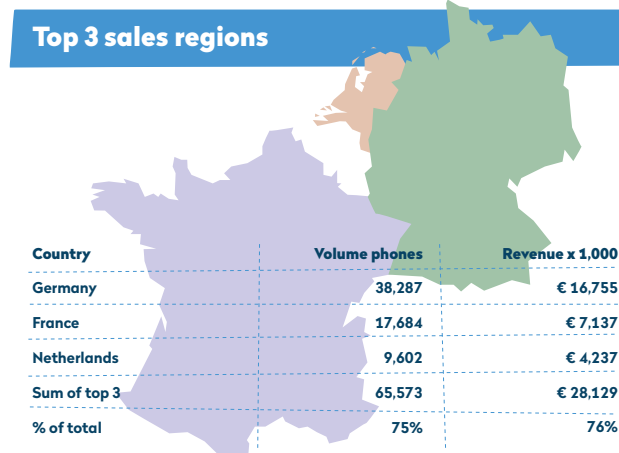 Top 3 sales regions
Country Volume phones Revenue x 1,000
Germany 38,287 € 16,755
France 17,684 € 7,137
Netherlands 9,602 € 4,237
Sum of top 3 65,573 € 28,129
% of total 75% 76%